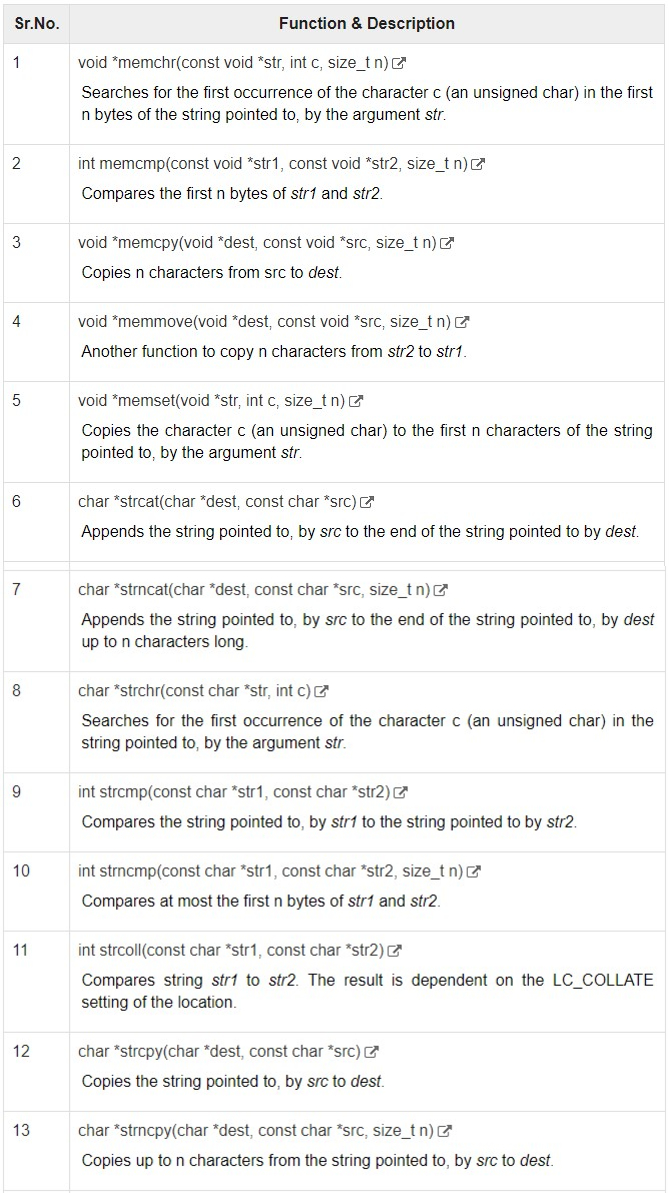 Sr.No. Function & Description
1 void *memchr(const void *str, int c, size_t n)
Searches for the first occurrence of the character c (an unsigned char) in the first
n bytes of the string pointed to, by the argument str.
2 int memcmp(const void *str1, const void *str2, size_t n)
Compares the first n bytes of str1 and str2.
3 void *memcpy(void *dest, const void *src, size_t n)
Copies n characters from src to dest.
4 void *memmove(void *dest, const void *src, size_t n)
Another function to copy n characters from str2 to str1.
5 void *memset(void *str, int c, size_t n)
Copies the character c (an unsigned char) to the first n characters of the string
pointed to, by the argument str.
6 char *strcat(char *dest, const char *src)
Appends the string pointed to, by src to the end of the string pointed to by dest.
7 char *strncat(char *dest, const char *src, size_t n)
Appends the string pointed to, by src to the end of the string pointed to, by dest
up to n characters long.
8 char *strchr(const char *str, int c)
Searches for the first occurrence of the character c (an unsigned char) in the
string pointed to, by the argument str.
9 int strcmp(const char *str1, const char *str2)
Compares the string pointed to, by str1 to the string pointed to by str2.
10 int strncmp(const char *str1, const char *str2, size_t n)
Compares at most the first n bytes of str1 and str2.
11 int strcoll(const char *str1, const char *str2)
Compares string str1 to str2. The result is dependent on the LC_COLLATE
setting of the location.
12 char *strcpy(char *dest, const char *src)
Copies the string pointed to, by src to dest.
13 char *strncpy(char *dest, const char *src, size_t n)
Copies up to n characters from the string pointed to, by src to dest.